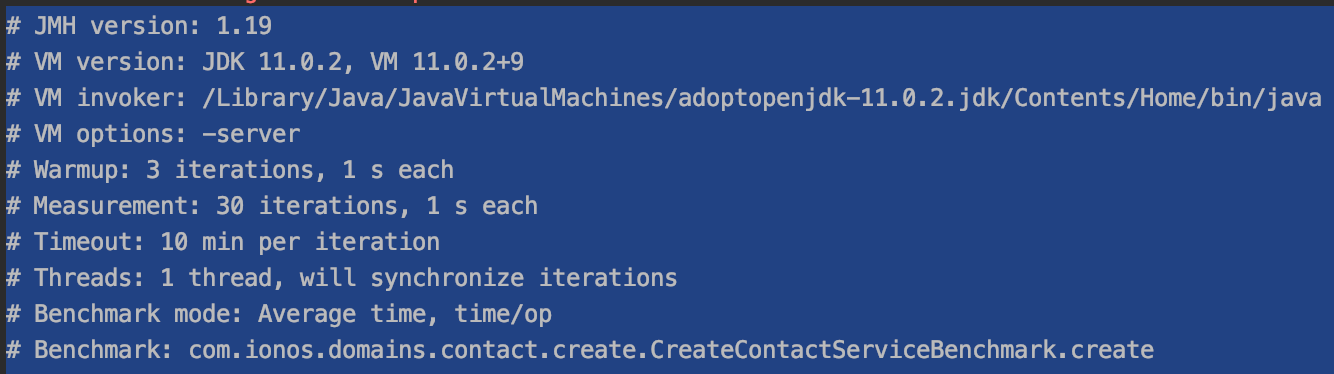 # JMH version: 1.19
# VM version: JDK 11.0.2, VM 11.0.2+9
# VM invoker: /Library/Java/JavaVirtualMachines/adoptopenjdk-11.0.2.jdk/Contents/Home/bin/java
# VM options: -server
# Warmup: 3 iterations, 1 s each
# Measurement: 30 iterations, 1 s each
# Timeout: 10 min per iteration
# Threads: 1 thread, will synchronize iterations
# Benchmark mode: Average time, time/op
# Benchmark: com.ionos.domains.contact.create.CreateContactServiceBenchmark.create